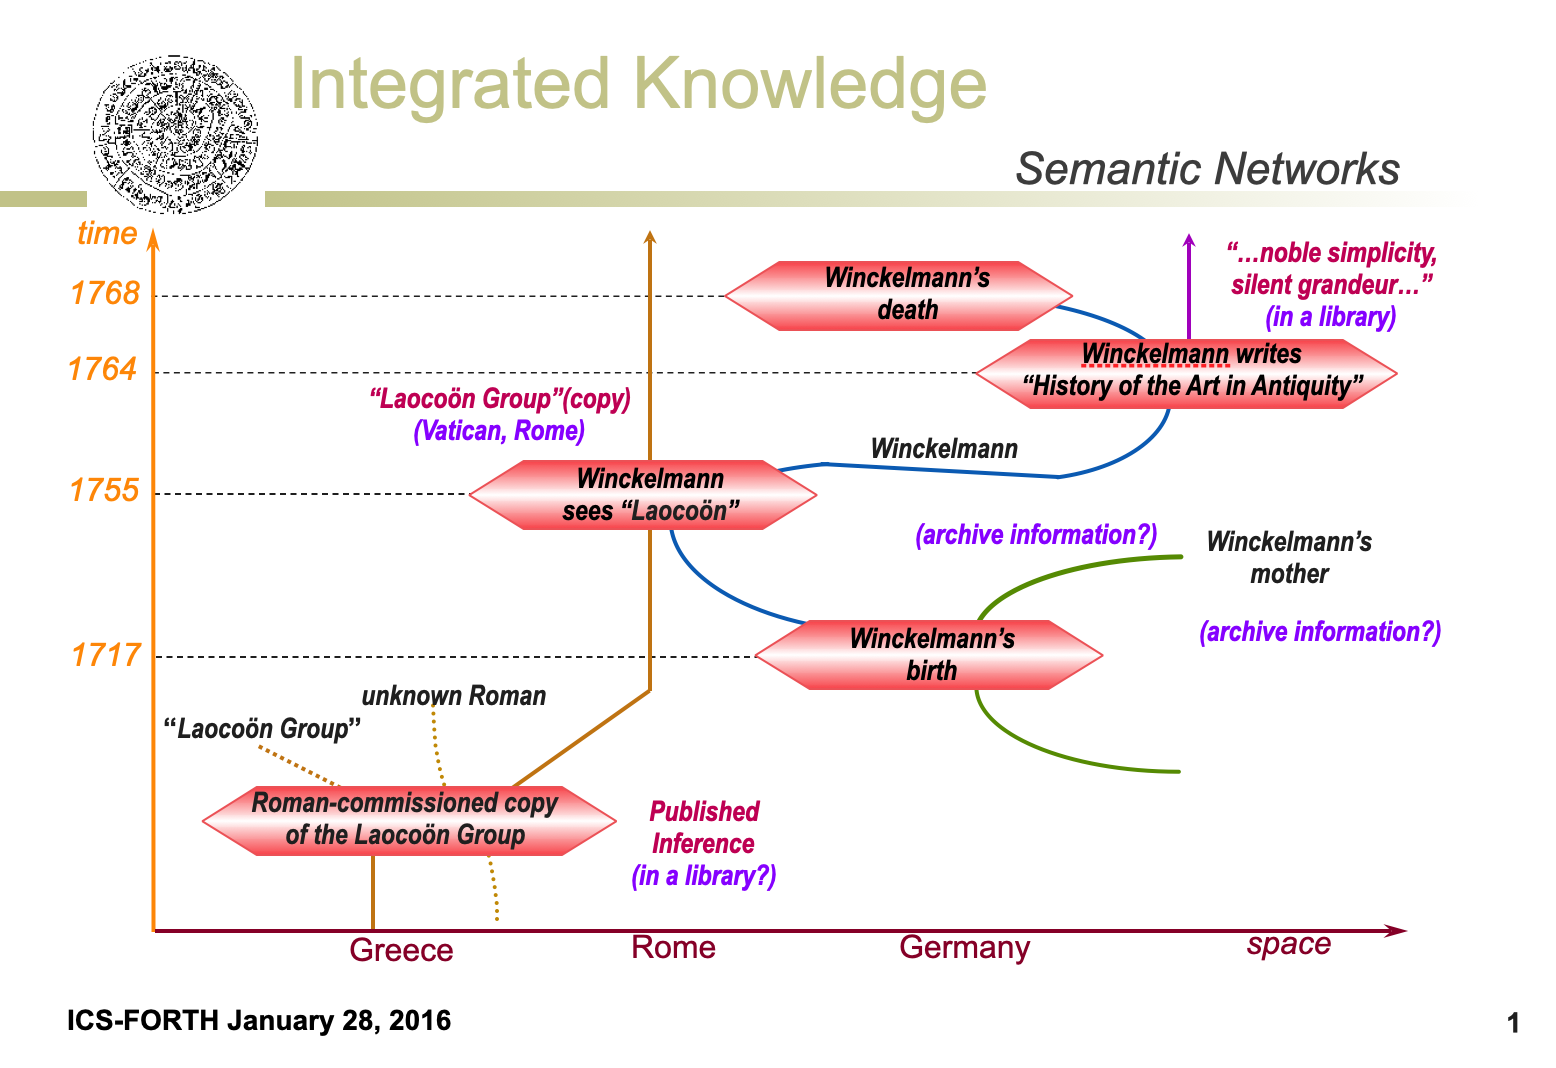 Integrated Knowledge
Semantic Networks
time
1768
Winckelmann’s
death
“…noble simplicity,
silent grandeur…”
(in a library)
1764
Winckelmann writes
“History of the Art in Antiquity”
“Laocoön Group”(copy)
(Vatican, Rome)
Winckelmann
1755
Winckelmann
sees “Laocoön”
(archive information?)
Winckelmann’s
mother
(archive information?)
1717
Winckelmann’s
birth
unknown Roman
“Laocoön Group”
Roman-commissioned copy
of the Laocoön Group
Published
Inference
(in a library?)
Greece
Rome
Germany
space
ICS-FORTH January 28, 2016
1